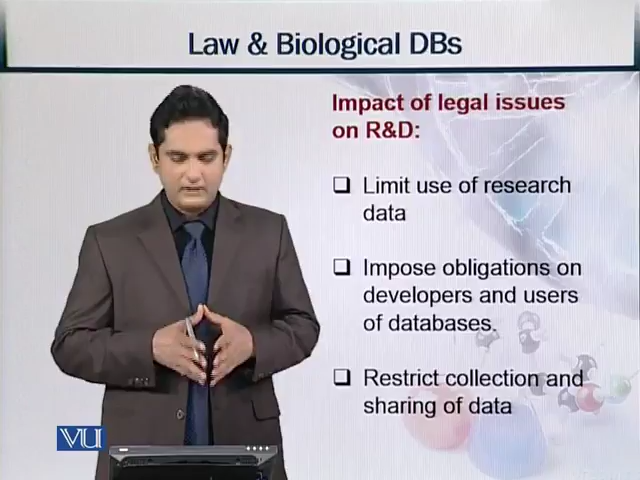 Law & Biological DBs
Impact of legal issues
on R&D:
Limit use of research
data
Impose obligations on
developers and users
of databases.
Restrict collection and
sharing of data
VU